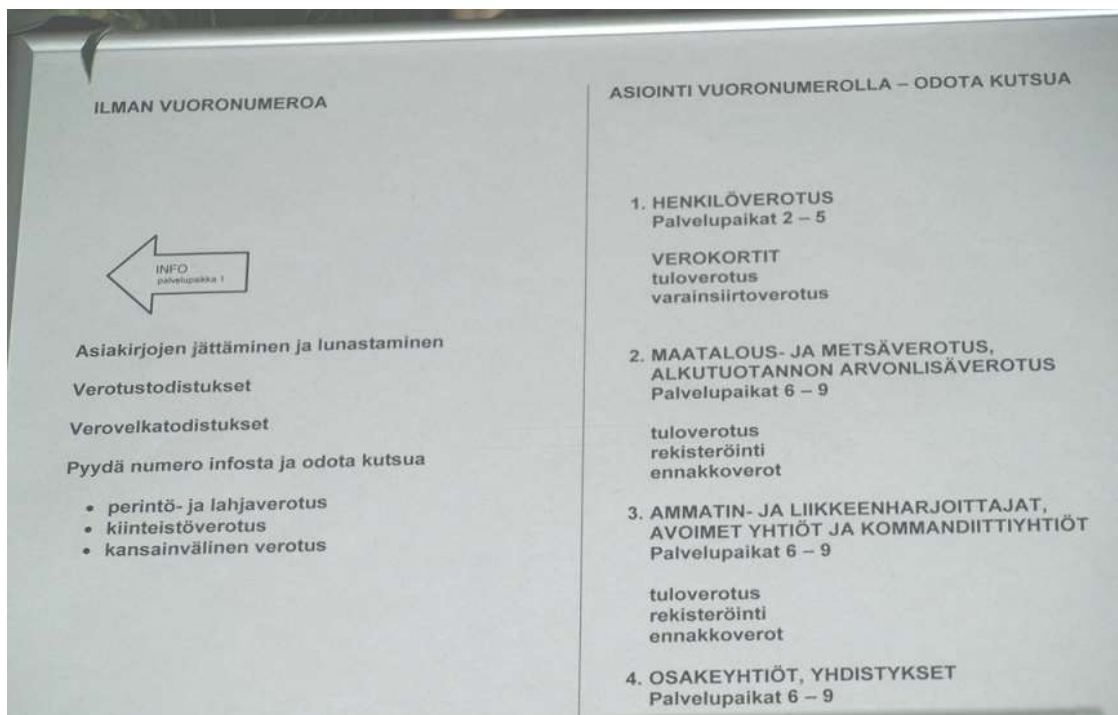 ILMAN VUORONUMEROA
INFO
palvelupaikka 1
Asiakirjojen jättäminen ja lunastaminen
Verotustodistukset
Verovelkatodistukset
Pyydä numero infosta ja odota kutsua
• perintö- ja lahjaverotus
• kiinteistöverotus
• kansainvälinen verotus
ASIOINTI VUORONUMEROLLA – ODOTA KUTSUA
1. HENKILÖVEROTUS
Palvelupaikat 2 – 5
VEROKORTIT
tuloverotus
varainsiirtoverotus
2. MAATALOUS- JA METSÄVEROTUS,
ALKUTUOTANNON ARVONLISÄVEROTUS
Palvelupaikat 6 – 9
tuloverotus
rekisteröinti
ennakkoverot
3. AMMATIN- JA LIIKKEENHARJOITTAJAT,
AVOIMET YHTIÖT JA KOMMANDIITTIYHTIÖT
Palvelupaikat 6 – 9
tuloverotus
rekisteröinti
ennakkoverot
4. OSAKEYHTIÖT, YHDISTYKSET
Palvelupaikat 6 – 9